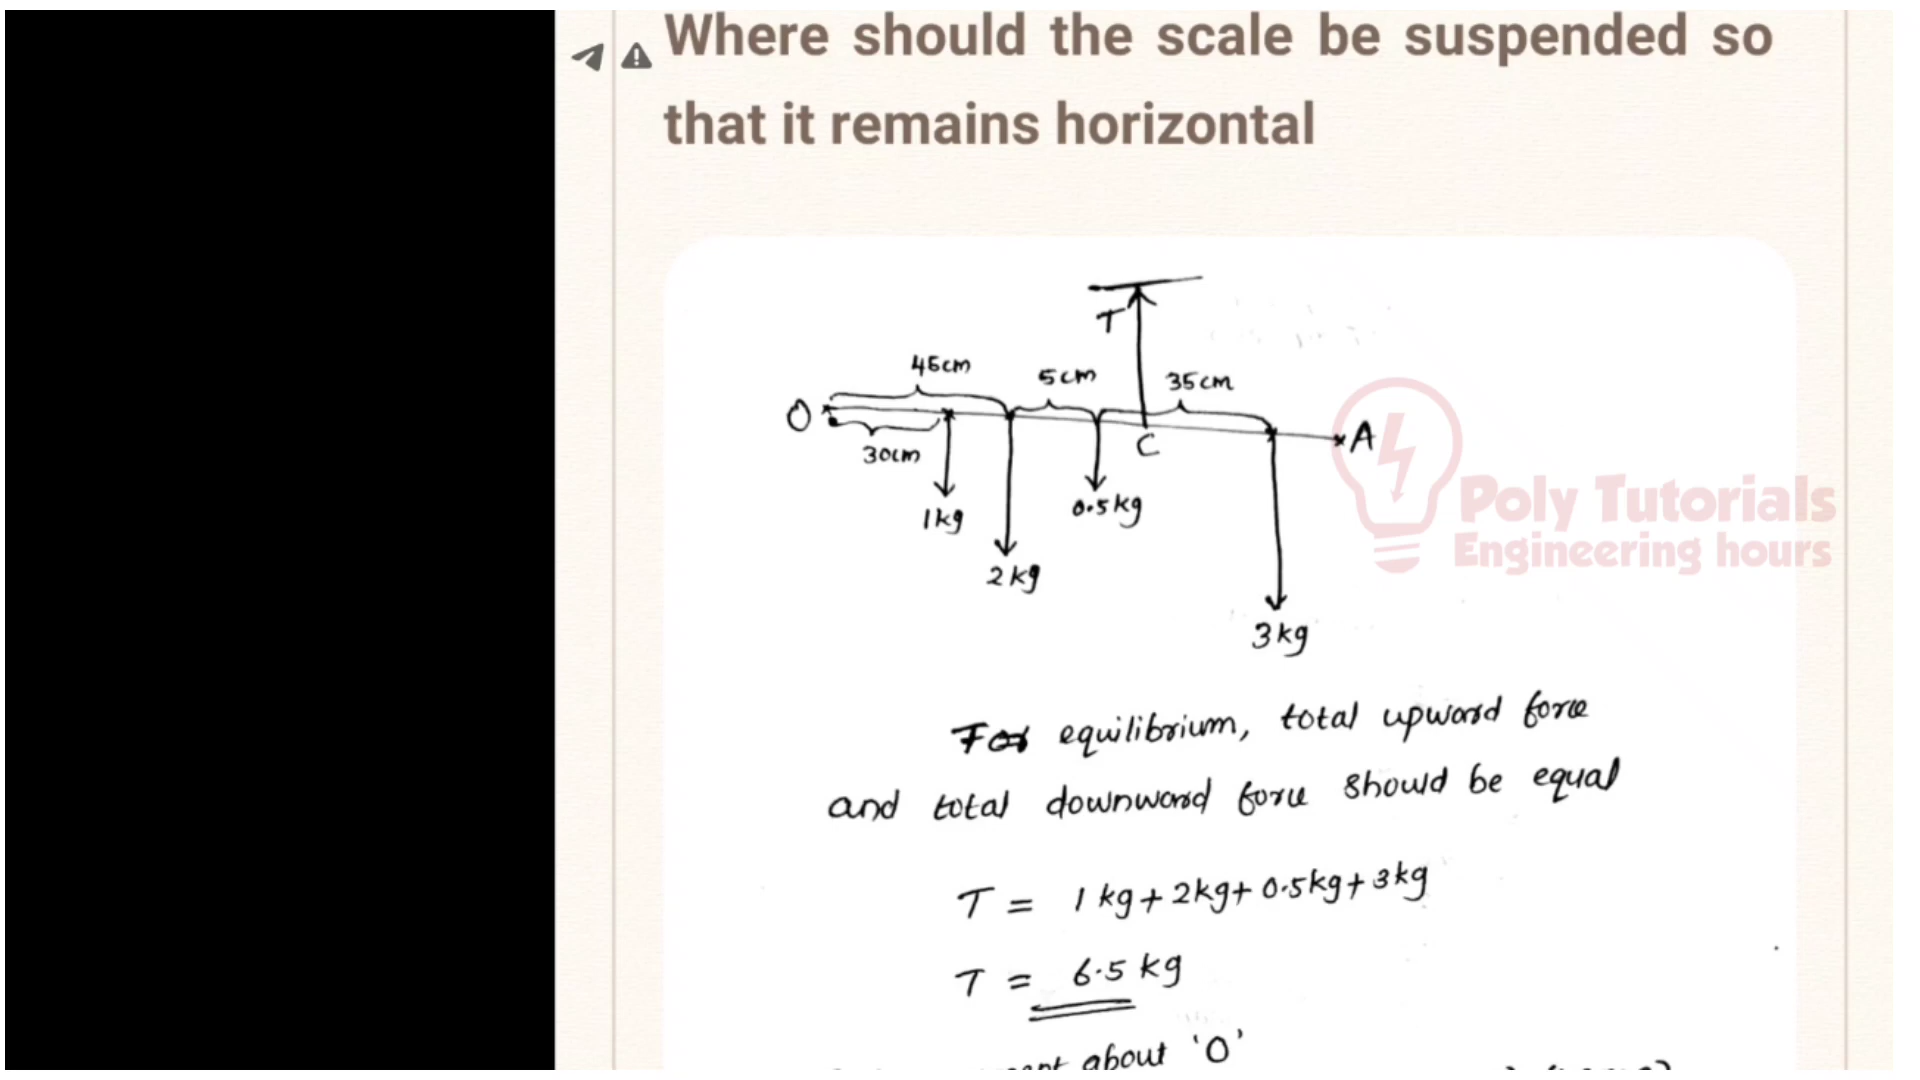 Where should the scale be suspended so
that it remains horizontal
T
45cm
5cm
35cm
O
A
C
30cm
1kg
0.5kg
2kg
3kg
Poly Tutorials
Engineering hours
For equilibrium, total upward force
and total downward force should be equal
T = 1 kg + 2kg + 0.5kg + 3kg
T = 6.5 kg
about 'O'